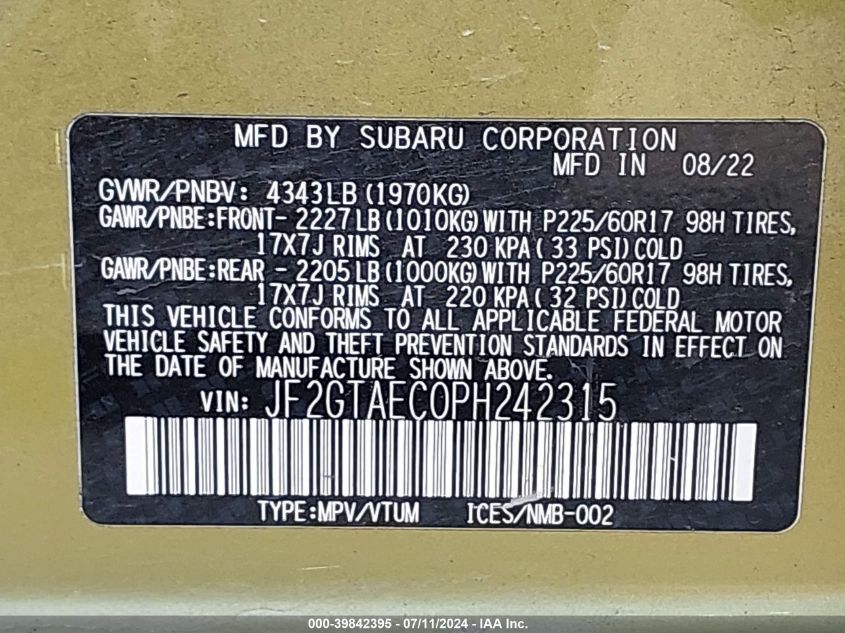 MFD BY SUBARU CORPORATION
MFD IN 08/22
GVWR/PNBV: 4343LB (1970KG)
GAWR/PNBE:FRONT- 2227LB (1010KG) WITH P225/60R17 98H TIRES,
17X7J RIMS AT 230 KPA ( 33 PSI) COLD
GAWR/PNBE:REAR - 2205LB (1000KG) WITH P225/60R17 98H TIRES,
17X7J RIMS AT 220 KPA ( 32 PSI) COLD
THIS VEHICLE CONFORMS TO ALL APPLICABLE FEDERAL MOTOR
VEHICLE SAFETY AND THEFT PREVENTION STANDARDS IN EFFECT ON
THE DATE OF MANUFACTURE SHOWN ABOVE.
VIN: JF2GTAEC0PH242315
TYPE:MPV/VTUM ICES/NMB-002
000-39842395 - 07/11/2024 - IAA Inc.